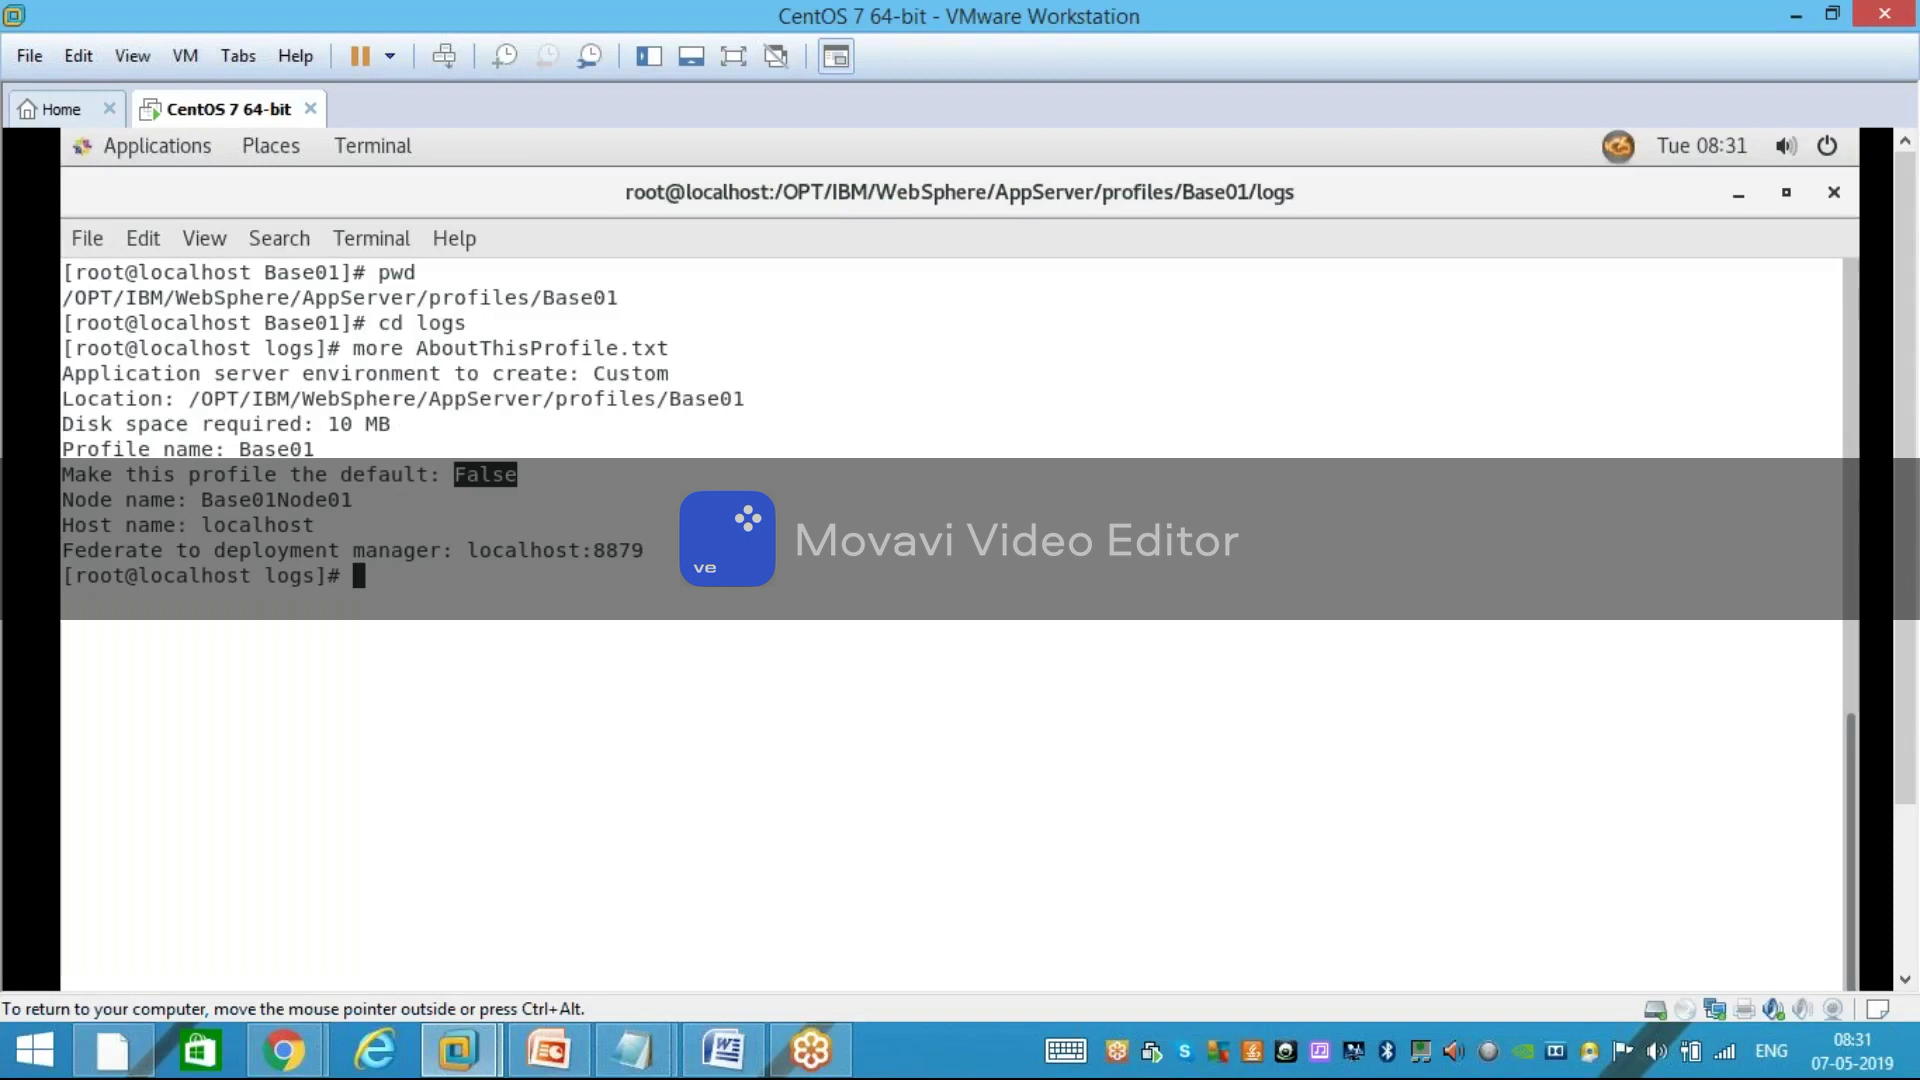 CentOS 7 64-bit - VMware Workstation
File Edit View VM Tabs Help
Home CentOS 7 64-bit
Applications Places Terminal Tue 08:31
root@localhost:/OPT/IBM/WebSphere/AppServer/profiles/Base01/logs
File Edit View Search Terminal Help
[root@localhost Base01]# pwd
/OPT/IBM/WebSphere/AppServer/profiles/Base01
[root@localhost Base01]# cd logs
[root@localhost logs]# more AboutThisProfile.txt
Application server environment to create: Custom
Location: /OPT/IBM/WebSphere/AppServer/profiles/Base01
Disk space required: 10 MB
Profile name: Base01
Make this profile the default: False
Node name: Base01Node01
Host name: localhost
Federate to deployment manager: localhost:8879
[root@localhost logs]#
ve Movavi Video Editor
To return to your computer, move the mouse pointer outside or press Ctrl+Alt.
ENG
08:31
07-05-2019